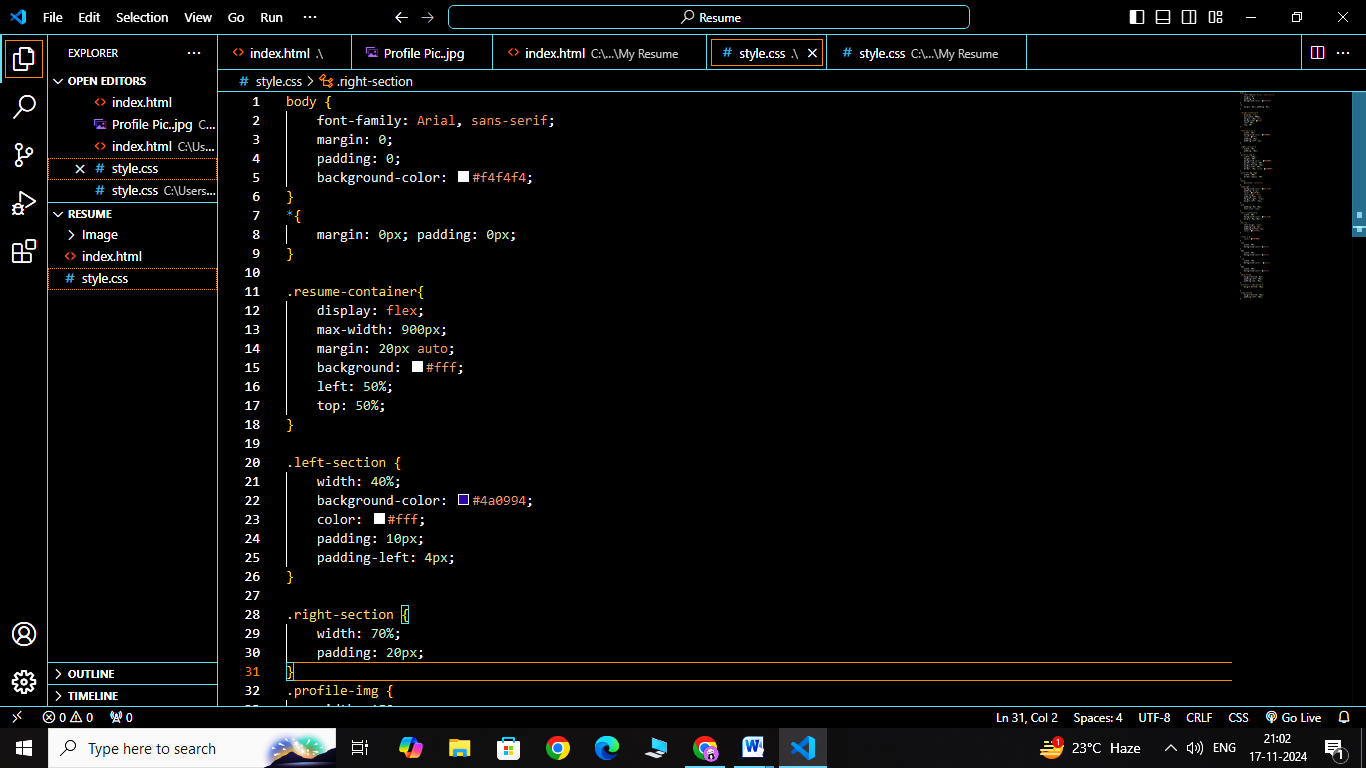 File Edit Selection View Go Run ··· Resume
EXPLORER ···
OPEN EDITORS
index.html
Profile Pic..jpg C...
index.html C:\Us...
style.css
style.css C:\Users...
RESUME
Image
index.html
style.css
OUTLINE
TIMELINE
index.html .\ Profile Pic..jpg index.html C:\...\My Resume style.css .\ style.css C:\...\My Resume ···
# style.css > .right-section
1 body {
2 font-family: Arial, sans-serif;
3 margin: 0;
4 padding: 0;
5 background-color: #f4f4f4;
6 }
7 *{
8 margin: 0px; padding: 0px;
9 }
10
11 .resume-container{
12 display: flex;
13 max-width: 900px;
14 margin: 20px auto;
15 background: #fff;
16 left: 50%;
17 top: 50%;
18 }
19
20 .left-section {
21 width: 40%;
22 background-color: #4a0994;
23 color: #fff;
24 padding: 10px;
25 padding-left: 4px;
26 }
27
28 .right-section {
29 width: 70%;
30 padding: 20px;
31 }
32 .profile-img {
0 0 0 Ln 31, Col 2 Spaces: 4 UTF-8 CRLF CSS Go Live
Type here to search 1 23°C Haze ENG 21:02
17-11-2024 1